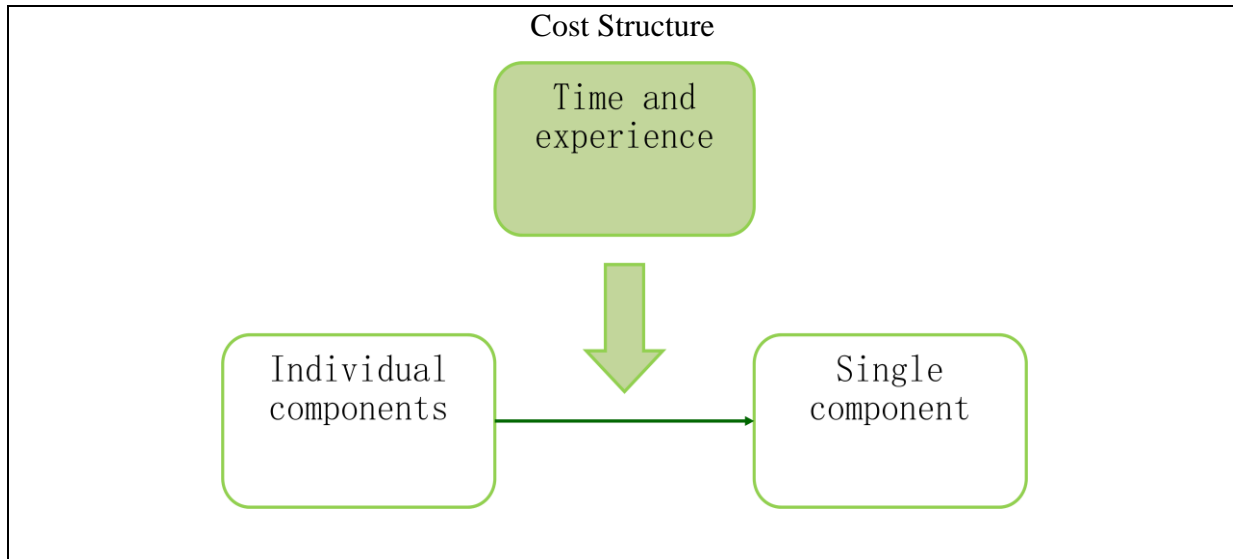 Cost Structure
Time and
experience
Individual
components
Single
component